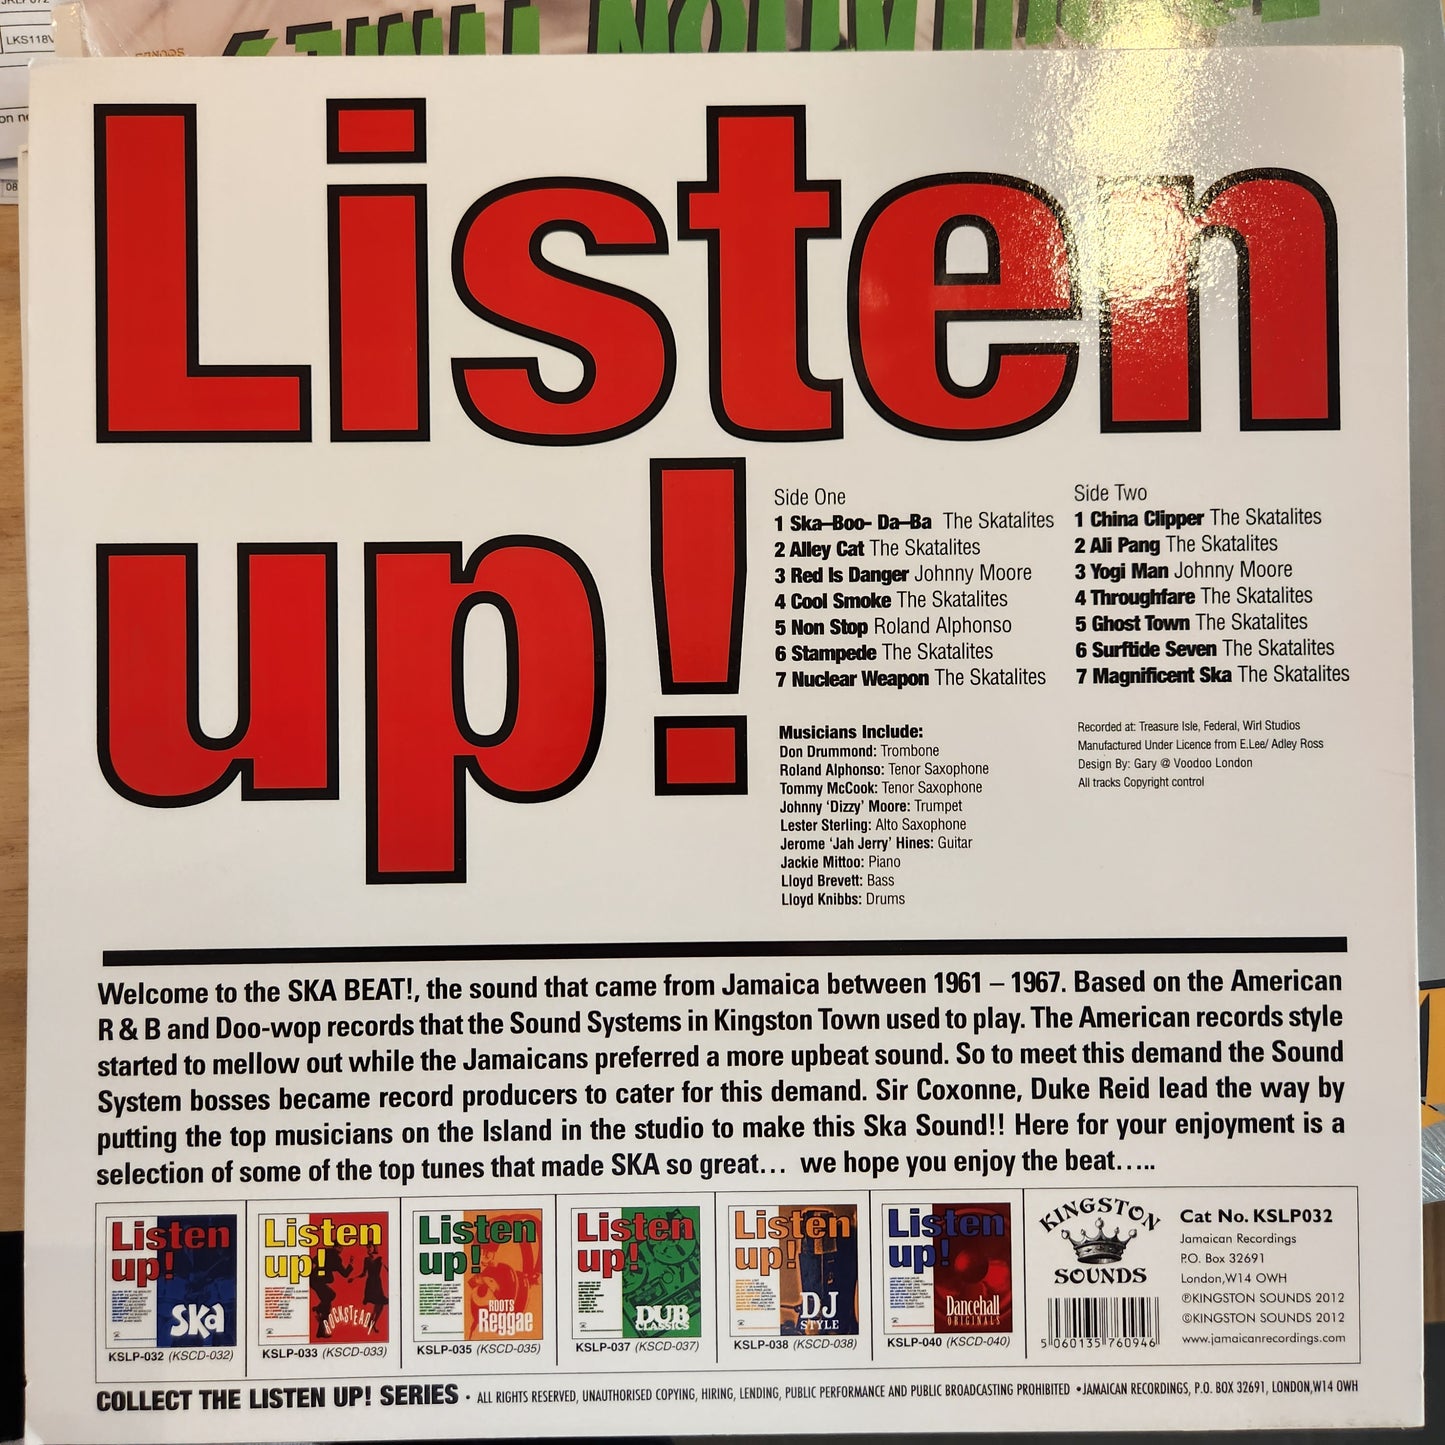 LKS118V
Listen
up!
Side One
1 Ska–Boo- Da–Ba The Skatalites
2 Alley Cat The Skatalites
3 Red Is Danger Johnny Moore
4 Cool Smoke The Skatalites
5 Non Stop Roland Alphonso
6 Stampede The Skatalites
7 Nuclear Weapon The Skatalites
Side Two
1 China Clipper The Skatalites
2 Ali Pang The Skatalites
3 Yogi Man Johnny Moore
4 Throughfare The Skatalites
5 Ghost Town The Skatalites
6 Surftide Seven The Skatalites
7 Magnificent Ska The Skatalites
Musicians Include:
Don Drummond: Trombone
Roland Alphonso: Tenor Saxophone
Tommy McCook: Tenor Saxophone
Johnny ‘Dizzy’ Moore: Trumpet
Lester Sterling: Alto Saxophone
Jerome ‘Jah Jerry’ Hines: Guitar
Jackie Mittoo: Piano
Lloyd Brevett: Bass
Lloyd Knibbs: Drums
Recorded at: Treasure Isle, Federal, Wirl Studios
Manufactured Under Licence from E.Lee/ Adley Ross
Design By: Gary @ Voodoo London
All tracks Copyright control
Welcome to the SKA BEAT!, the sound that came from Jamaica between 1961 – 1967. Based on the American
R & B and Doo-wop records that the Sound Systems in Kingston Town used to play. The American records style
started to mellow out while the Jamaicans preferred a more upbeat sound. So to meet this demand the Sound
System bosses became record producers to cater for this demand. Sir Coxonne, Duke Reid lead the way by
putting the top musicians on the Island in the studio to make this Ska Sound!! Here for your enjoyment is a
selection of some of the top tunes that made SKA so great... we hope you enjoy the beat.....
Listen
up!
Ska
KSLP-032 (KSCD-032)
Listen
up!
ROCKSTEADY
KSLP-033 (KSCD-033)
Listen
up!
ROOTS
Reggae
KSLP-035 (KSCD-035)
Listen
up!
DUB
CLASSICS
KSLP-037 (KSCD-037)
Listen
up!
DJ
STYLE
KSLP-038 (KSCD-038)
Listen
up!
Dancehall
ORIGINALS
KSLP-040 (KSCD-040)
KINGSTON
SOUNDS
5 060135 760946
Cat No. KSLP032
Jamaican Recordings
P.O. Box 32691
London,W14 OWH
℗KINGSTON SOUNDS 2012
©KINGSTON SOUNDS 2012
www.jamaicanrecordings.com
COLLECT THE LISTEN UP! SERIES • ALL RIGHTS RESERVED, UNAUTHORISED COPYING, HIRING, LENDING, PUBLIC PERFORMANCE AND PUBLIC BROADCASTING PROHIBITED •JAMAICAN RECORDINGS, P.O. BOX 32691, LONDON,W14 0WH